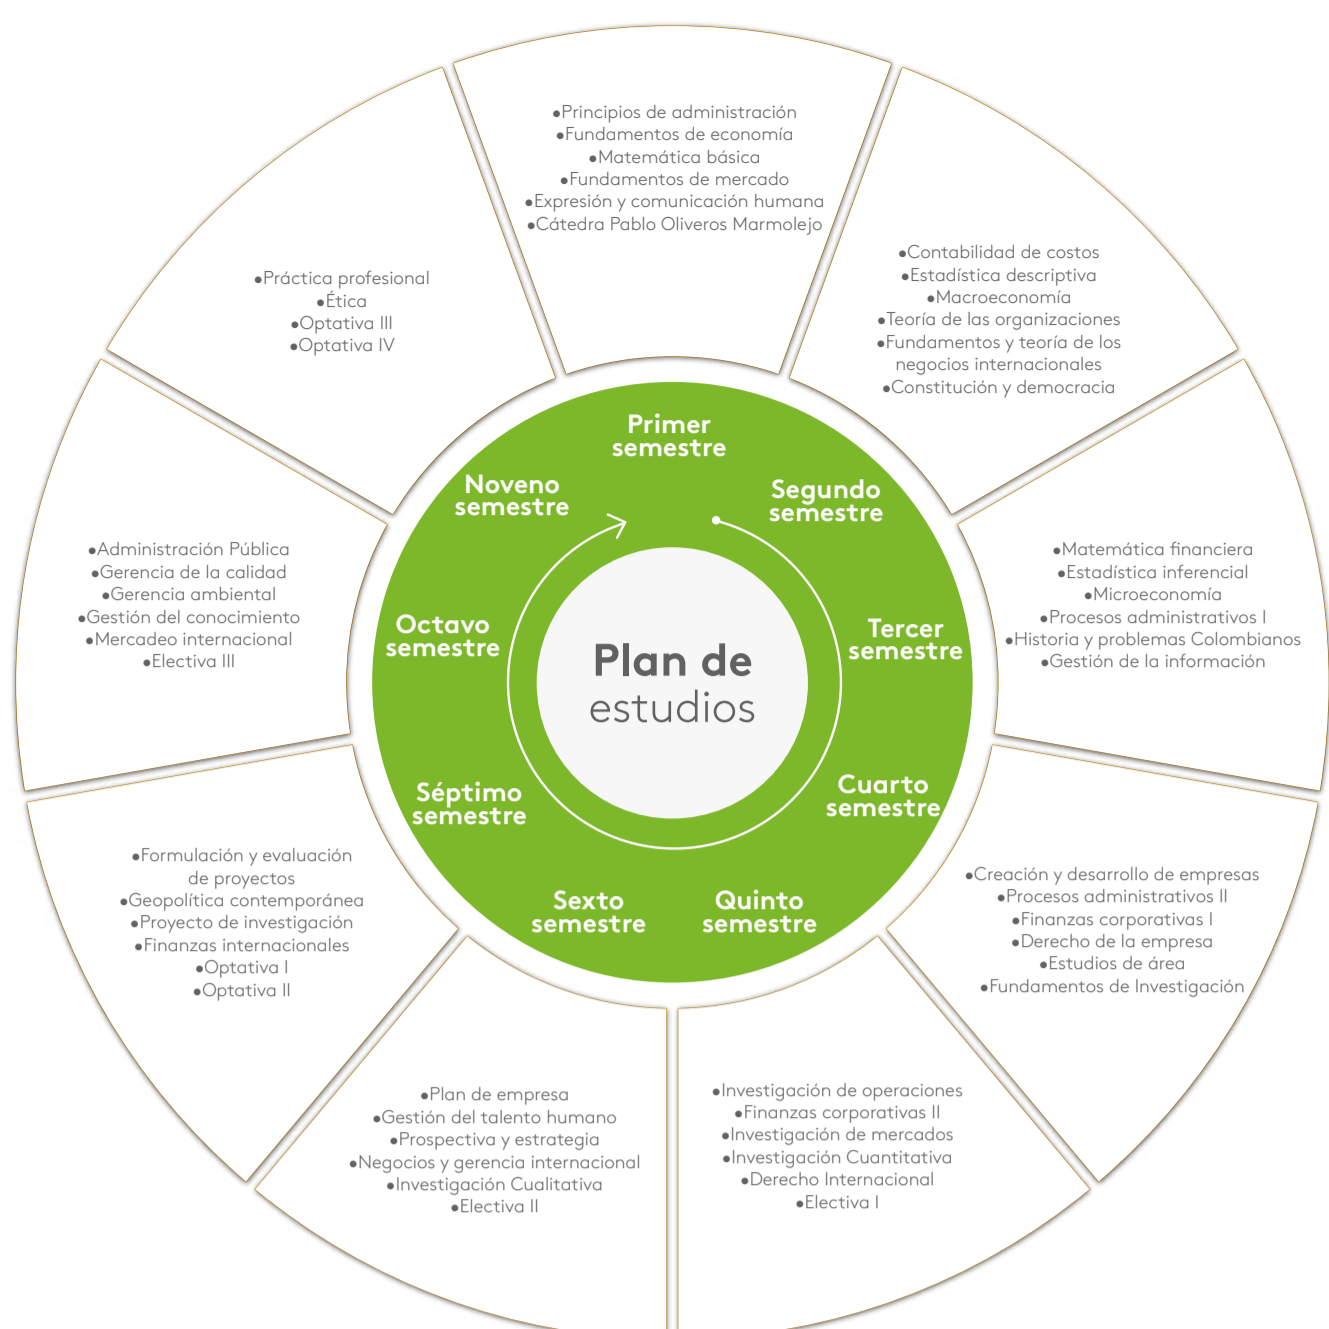 Plan de
estudios
Primer
semestre
•Principios de administración
•Fundamentos de economía
•Matemática básica
•Fundamentos de mercado
•Expresión y comunicación humana
•Cátedra Pablo Oliveros Marmolejo
Segundo
semestre
•Contabilidad de costos
•Estadística descriptiva
•Macroeconomía
•Teoría de las organizaciones
•Fundamentos y teoría de los
negocios internacionales
•Constitución y democracia
Tercer
semestre
•Matemática financiera
•Estadística inferencial
•Microeconomía
•Procesos administrativos I
•Historia y problemas Colombianos
•Gestión de la información
Cuarto
semestre
•Creación y desarrollo de empresas
•Procesos administrativos II
•Finanzas corporativas I
•Derecho de la empresa
•Estudios de área
•Fundamentos de Investigación
Quinto
semestre
•Investigación de operaciones
•Finanzas corporativas II
•Investigación de mercados
•Investigación Cuantitativa
•Derecho Internacional
•Electiva I
Sexto
semestre
•Plan de empresa
•Gestión del talento humano
•Prospectiva y estrategia
•Negocios y gerencia internacional
•Investigación Cualitativa
•Electiva II
Séptimo
semestre
•Formulación y evaluación
de proyectos
•Geopolítica contemporánea
•Proyecto de investigación
•Finanzas internacionales
•Optativa I
•Optativa II
Octavo
semestre
•Administración Pública
•Gerencia de la calidad
•Gerencia ambiental
•Gestión del conocimiento
•Mercadeo internacional
•Electiva III
Noveno
semestre
•Práctica profesional
•Ética
•Optativa III
•Optativa IV